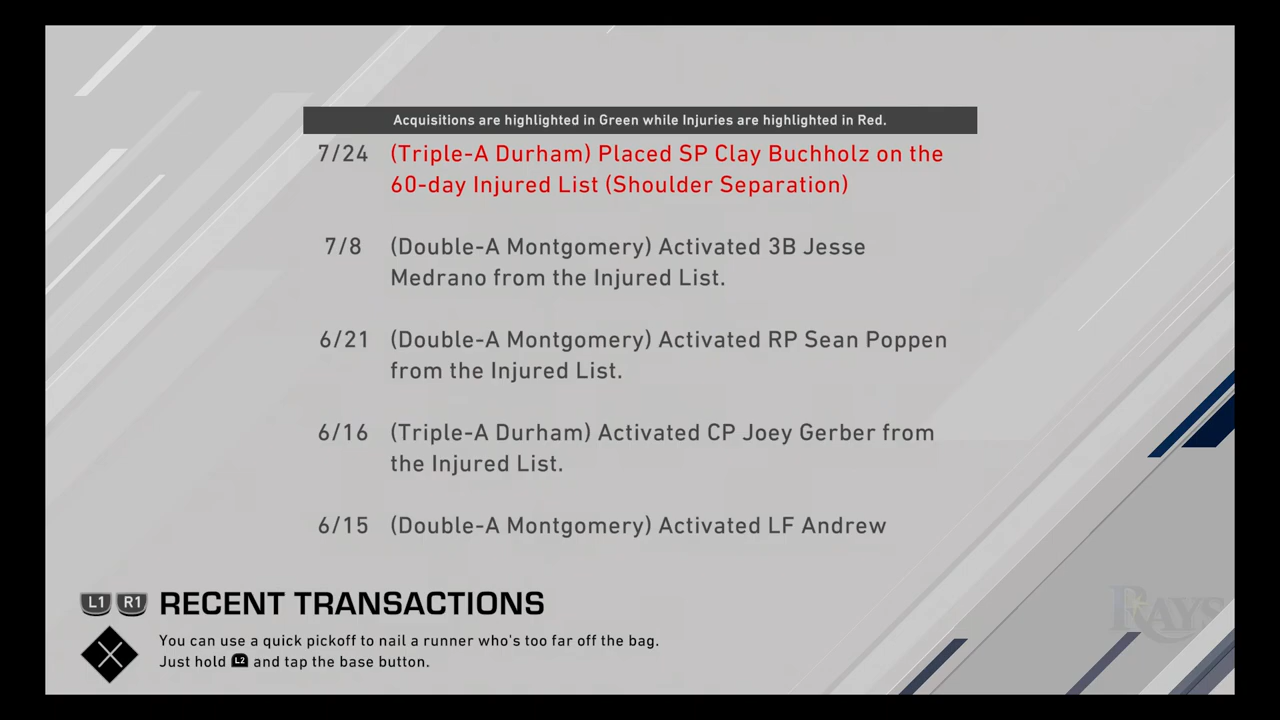 Acquisitions are highlighted in Green while Injuries are highlighted in Red.
7/24 (Triple-A Durham) Placed SP Clay Buchholz on the
60-day Injured List (Shoulder Separation)
7/8 (Double-A Montgomery) Activated 3B Jesse
Medrano from the Injured List.
6/21 (Double-A Montgomery) Activated RP Sean Poppen
from the Injured List.
6/16 (Triple-A Durham) Activated CP Joey Gerber from
the Injured List.
6/15 (Double-A Montgomery) Activated LF Andrew
L1 R1 RECENT TRANSACTIONS
You can use a quick pickoff to nail a runner who's too far off the bag.
Just hold L2 and tap the base button.
RAYS